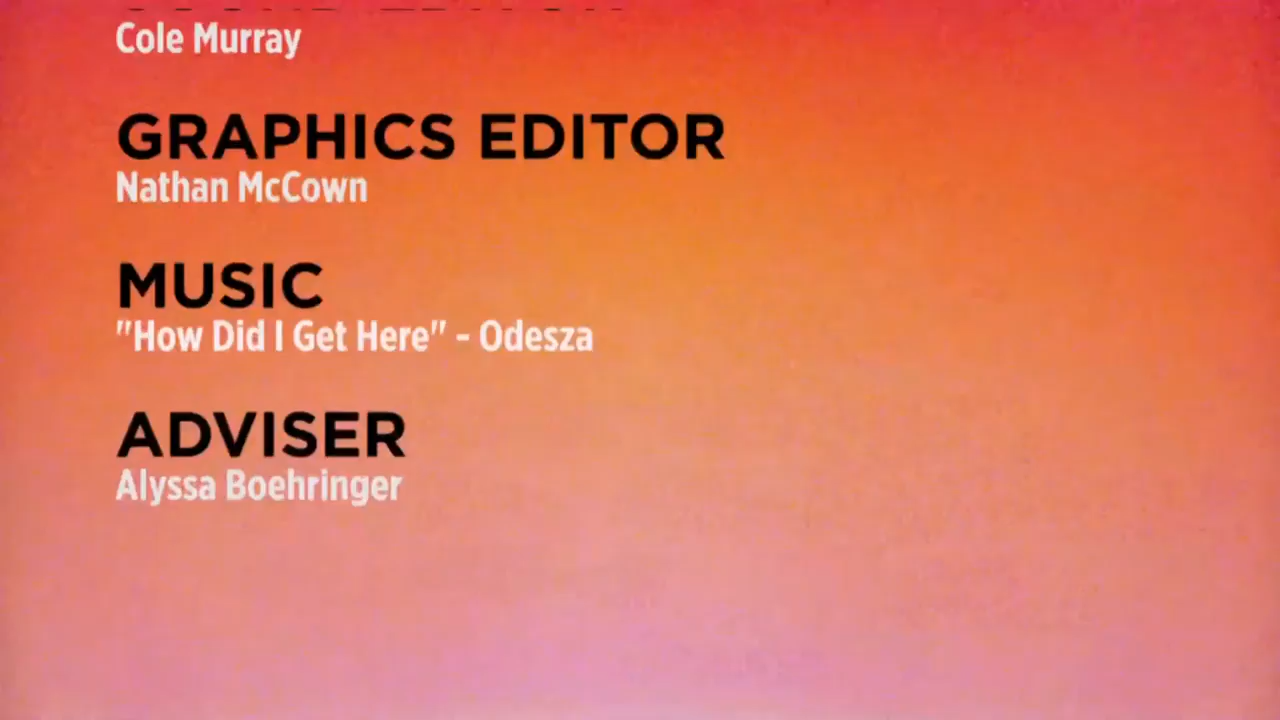 Cole Murray
GRAPHICS EDITOR
Nathan McCown
MUSIC
"How Did I Get Here" - Odesza
ADVISER
Alyssa Boehringer